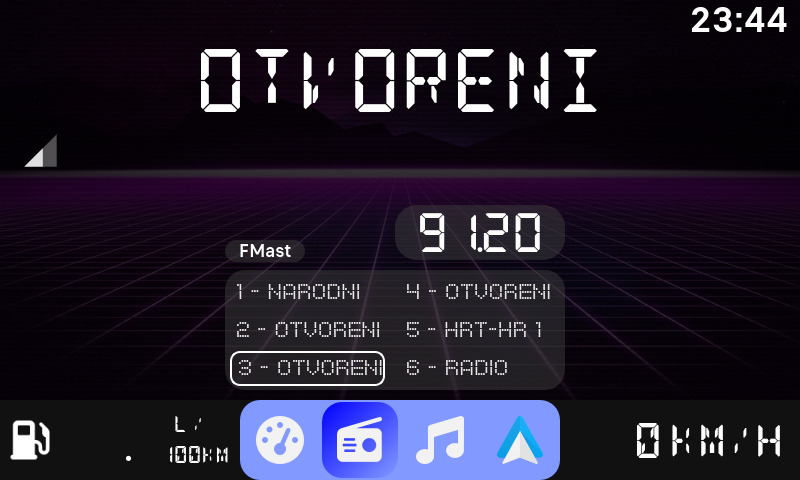 23:44
OTVORENI
91.20
FMast
1 - NARODNI
4 - OTVORENI
2 - OTVORENI
5 - HRT-HR 1
3 - OTVORENI
6 - RADIO
. L/
100KM
0KM/H